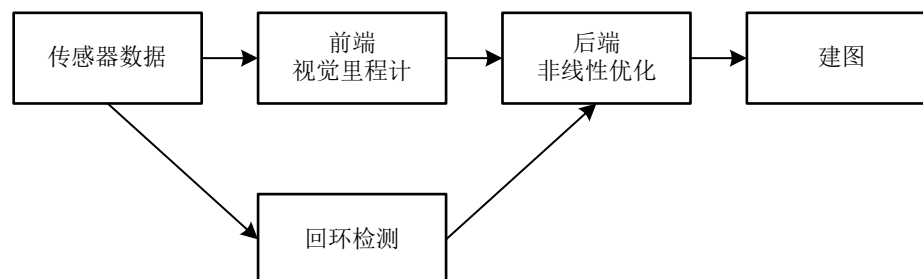 传感器数据
前端
视觉里程计
后端
非线性优化
建图
回环检测